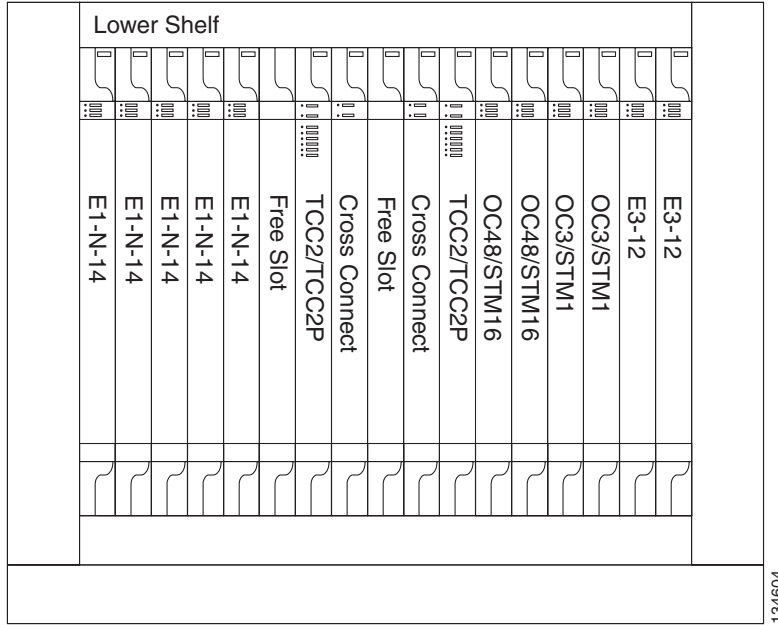 Lower Shelf
E1-N-14
E1-N-14
E1-N-14
E1-N-14
E1-N-14
Free Slot
TCC2/TCC2P
Cross Connect
Free Slot
Cross Connect
TCC2/TCC2P
OC48/STM16
OC48/STM16
OC3/STM1
OC3/STM1
E3-12
E3-12
134604